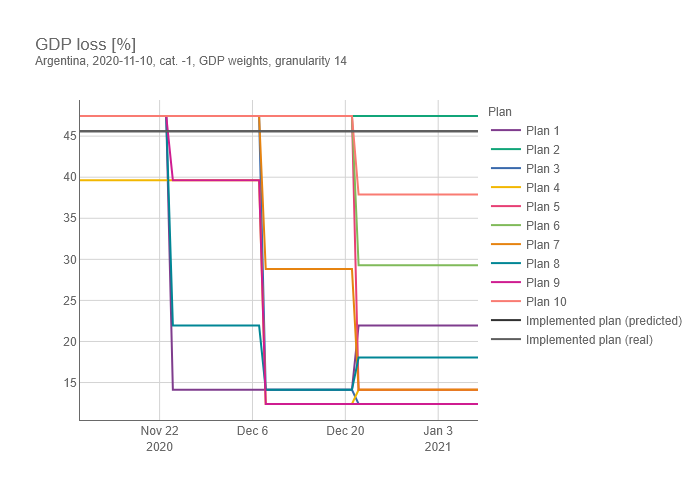 GDP loss [%]
Argentina, 2020-11-10, cat. -1, GDP weights, granularity 14
Plan
Plan 1
Plan 2
Plan 3
Plan 4
Plan 5
Plan 6
Plan 7
Plan 8
Plan 9
Plan 10
Implemented plan (predicted)
Implemented plan (real)
45
40
35
30
25
20
15
Nov 22 Dec 6 Dec 20 Jan 3
2020 2021